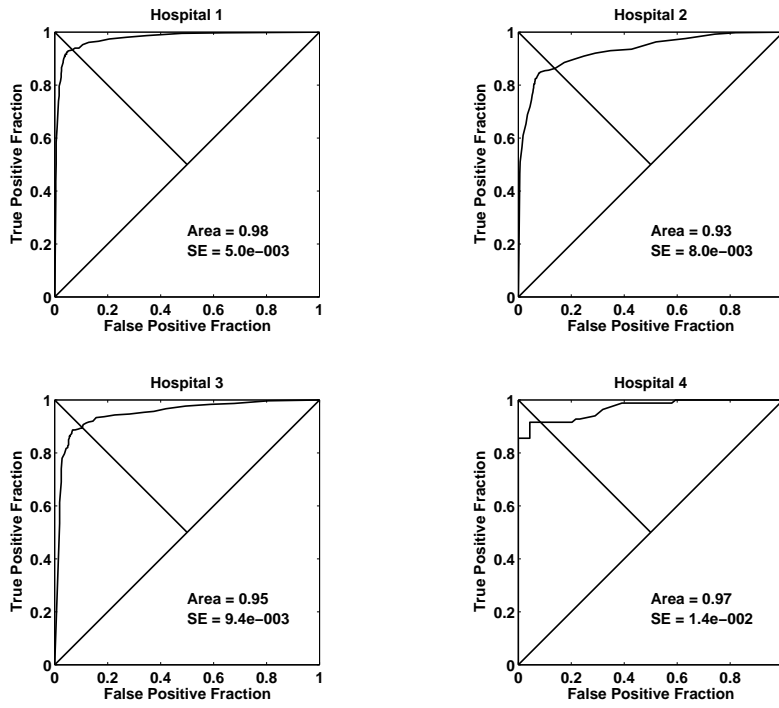 Hospital 1
1
0.8
0.6
0.4
0.2
0
True Positive Fraction
Area = 0.98
SE = 5.0e−003
0 0.2 0.4 0.6 0.8 1
False Positive Fraction
Hospital 2
1
0.8
0.6
0.4
0.2
0
True Positive Fraction
Area = 0.93
SE = 8.0e−003
0 0.2 0.4 0.6 0.8
False Positive Fraction
Hospital 3
1
0.8
0.6
0.4
0.2
0
True Positive Fraction
Area = 0.95
SE = 9.4e−003
0 0.2 0.4 0.6 0.8 1
False Positive Fraction
Hospital 4
1
0.8
0.6
0.4
0.2
0
True Positive Fraction
Area = 0.97
SE = 1.4e−002
0 0.2 0.4 0.6 0.8
False Positive Fraction